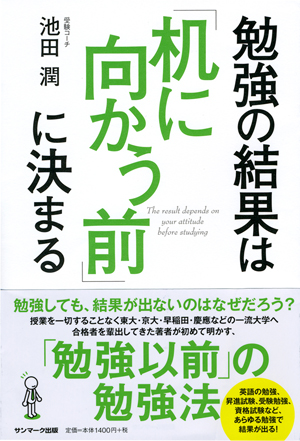 勉強の結果は
「机に
向かう前」
に決まる
受験コーチ
池田 潤
The result depends on
your attitude
before studying
勉強しても、結果が出ないのはなぜだろう?
授業を一切することなく東大・京大・早稲田・慶應などの一流大学へ
合格者を輩出してきた著者が初めて明かす、
「勉強以前」の
勉強法
英語の勉強、
昇進試験、受験勉強、
資格試験など、
あらゆる勉強で
結果が出る!
サンマーク出版
定価=本体1400円+税